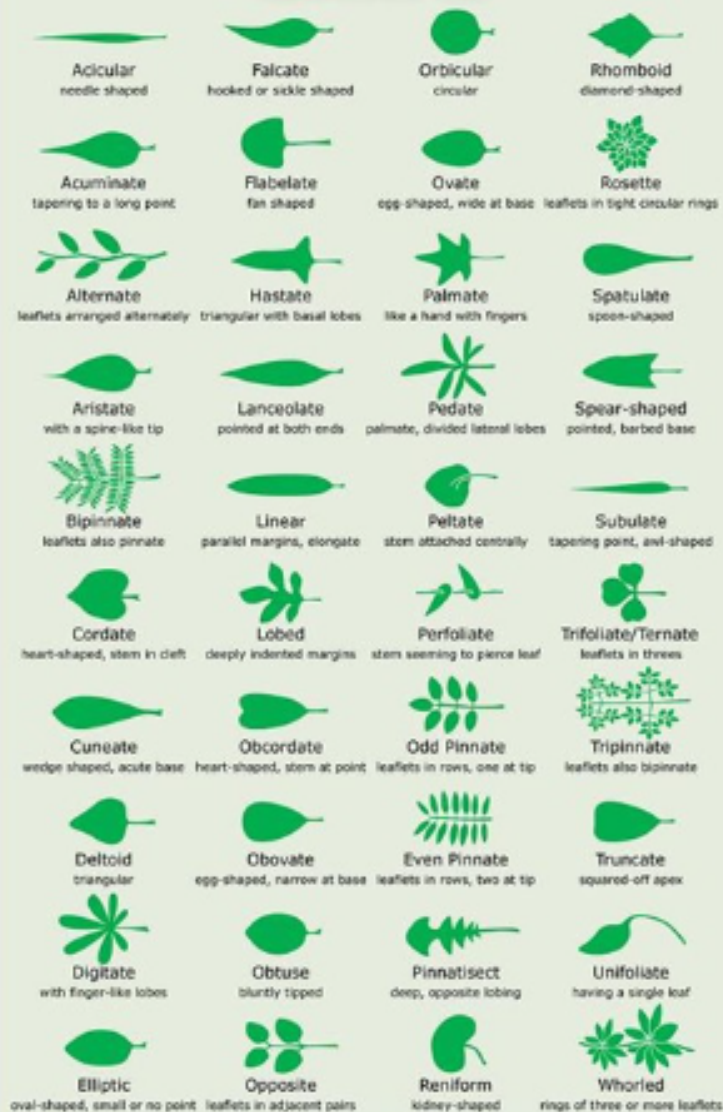 Acicular
needle shaped
Falcate
hooked or sickle shaped
Orbicular
circular
Rhomboid
diamond-shaped
Acuminate
tapering to a long point
Flabelate
fan shaped
Ovate
egg-shaped, wide at base
Rosette
leaflets in tight circular rings
Alternate
leaflets arranged alternately
Hastate
triangular with basal lobes
Palmate
like a hand with fingers
Spatulate
spoon-shaped
Aristate
with a spine-like tip
Lanceolate
pointed at both ends
Pedate
palmate, divided lateral lobes
Spear-shaped
pointed, barbed base
Bipinnate
leaflets also pinnate
Linear
parallel margins, elongate
Peltate
stem attached centrally
Subulate
tapering point, awl-shaped
Cordate
heart-shaped, stem in cleft
Lobed
deeply indented margins
Perfoliate
stem seeming to pierce leaf
Trifoliate/Ternate
leaflets in threes
Cuneate
wedge shaped, acute base
Obcordate
heart-shaped, stem at point
Odd Pinnate
leaflets in rows, one at tip
Tripinnate
leaflets also bipinnate
Deltoid
triangular
Obovate
egg-shaped, narrow at base
Even Pinnate
leaflets in rows, two at tip
Truncate
squared-off apex
Digitate
with finger-like lobes
Obtuse
bluntly tipped
Pinnatisect
deep, opposite lobing
Unifoliate
having a single leaf
Elliptic
oval-shaped, small or no point
Opposite
leaflets in adjacent pairs
Reniform
kidney-shaped
Whorled
rings of three or more leaflets